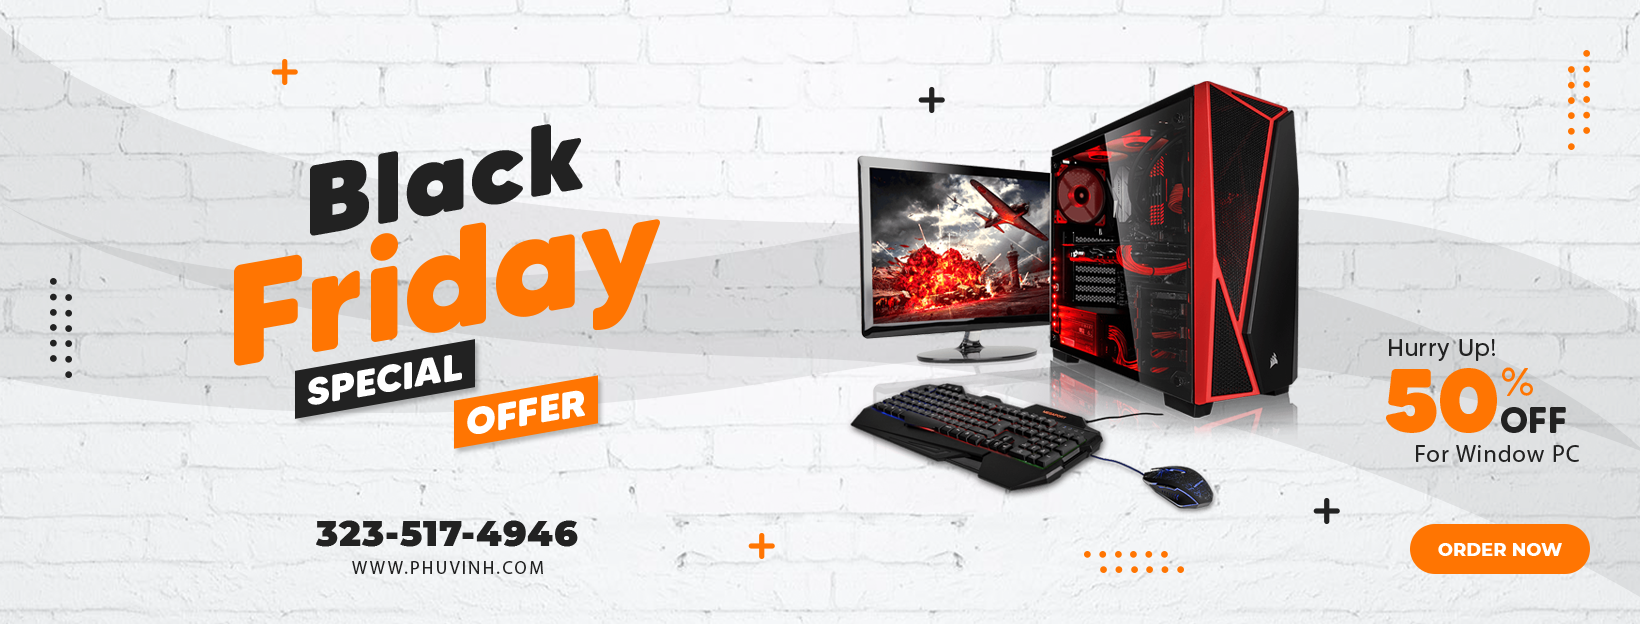 Black
Friday
SPECIAL
OFFER
323-517-4946
WWW.PHUVINH.COM
Hurry Up!
50% OFF
For Window PC
ORDER NOW